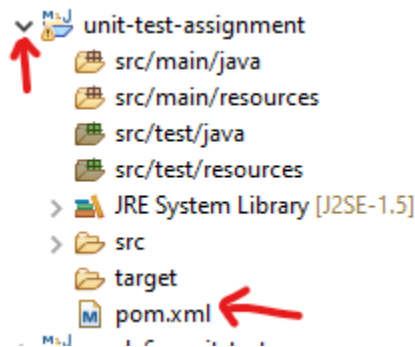 unit-test-assignment
src/main/java
src/main/resources
src/test/java
src/test/resources
JRE System Library [J2SE-1.5]
src
target
pom.xml